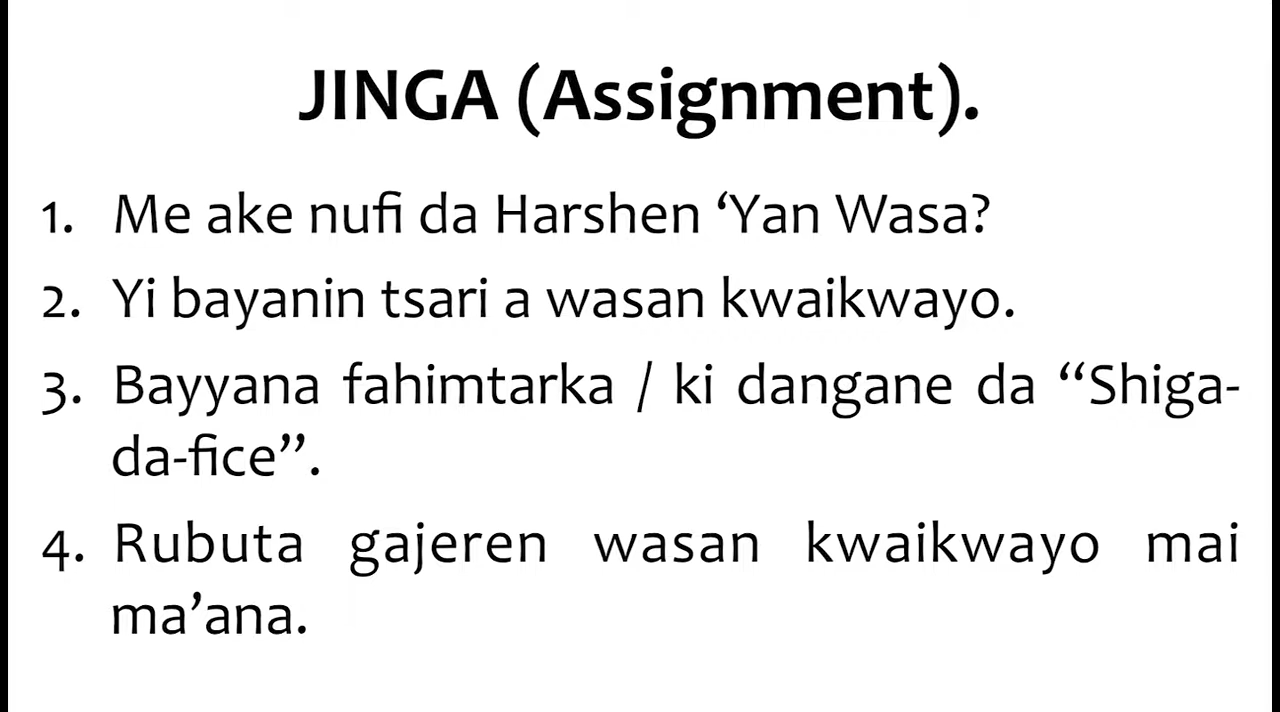 JINGA (Assignment).
1. Me ake nufi da Harshen ‘Yan Wasa?
2. Yi bayanin tsari a wasan kwaikwayo.
3. Bayyana fahimtarka / ki dangane da “Shiga-
da-fice”.
4. Rubuta gajeren wasan kwaikwayo mai
ma’ana.